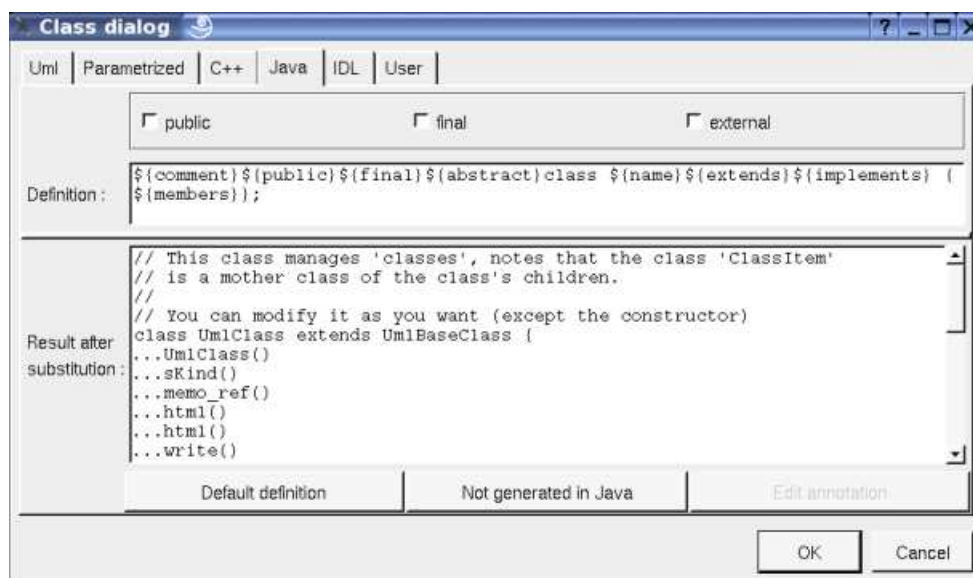 Class dialog
Uml Parametrized C++ Java IDL User
public final external
Definition :
${comment}${public}${final}${abstract}class ${name}${extends}${implements} {
${members}};
Result after
substitution :
// This class manages 'classes', notes that the class 'ClassItem'
// is a mother class of the class's children.
//
// You can modify it as you want (except the constructor)
class UmlClass extends UmlBaseClass {
...UmlClass()
...sKind()
...memo_ref()
...html()
...html()
...write()
Default definition Not generated in Java Edit annotation
OK Cancel